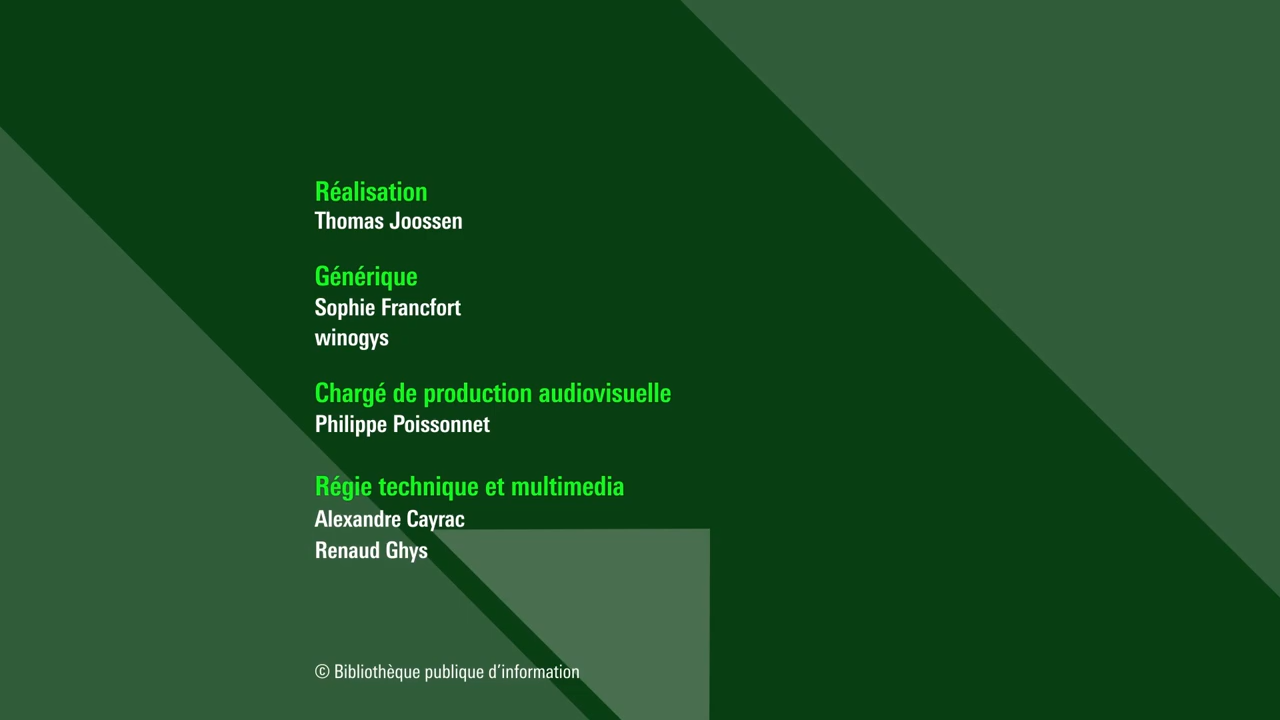 Réalisation
Thomas Joossen
Générique
Sophie Francfort
winogys
Chargé de production audiovisuelle
Philippe Poissonnet
Régie technique et multimedia
Alexandre Cayrac
Renaud Ghys
© Bibliothèque publique d’information